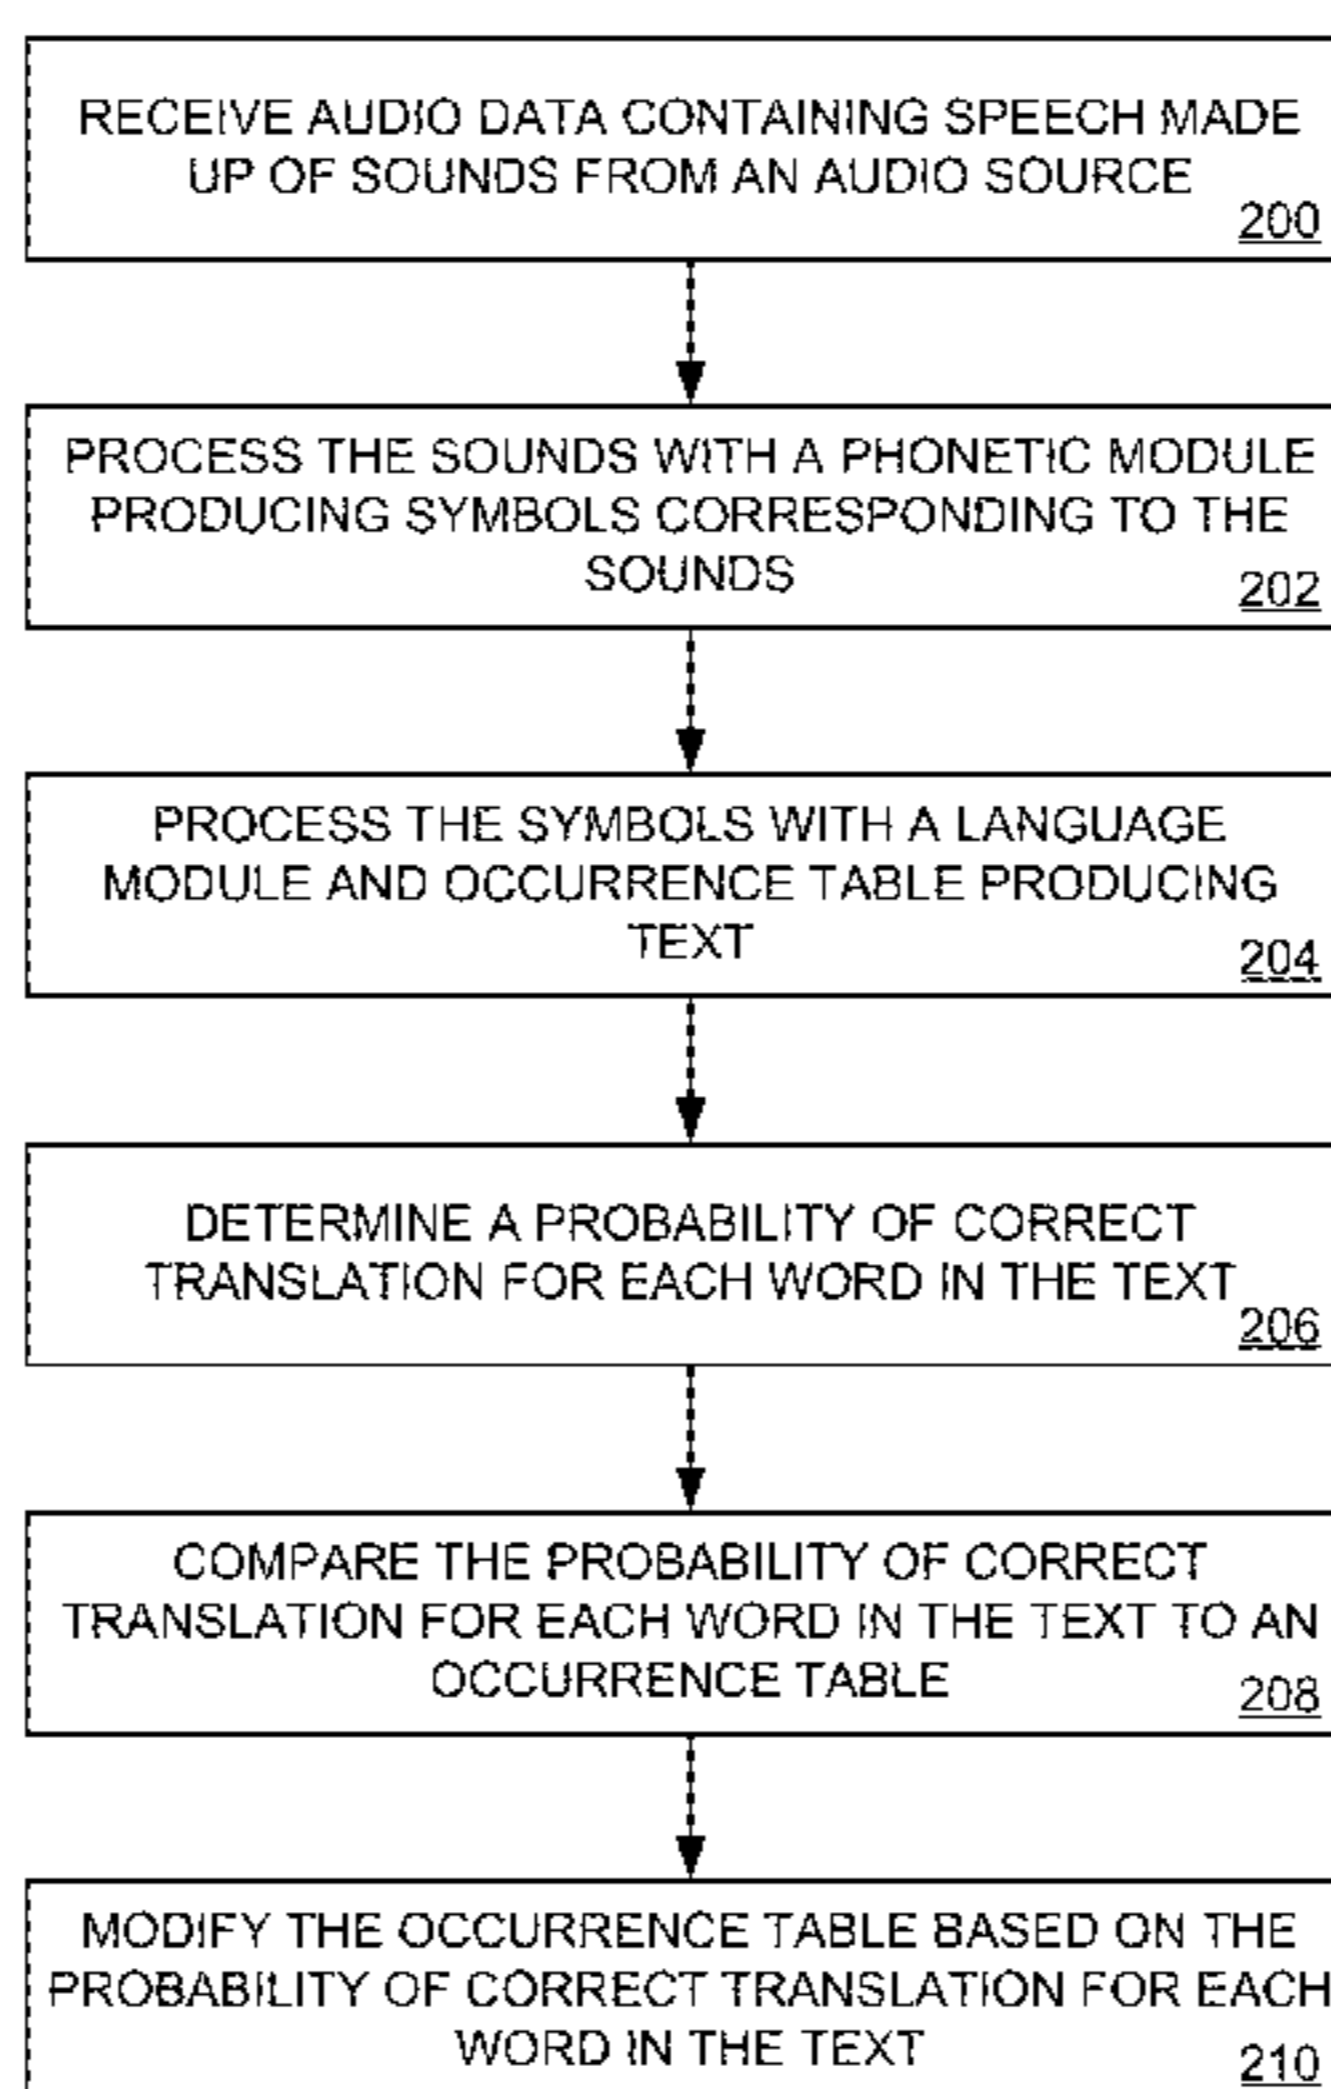 RECEIVE AUDIO DATA CONTAINING SPEECH MADE
UP OF SOUNDS FROM AN AUDIO SOURCE
200
PROCESS THE SOUNDS WITH A PHONETIC MODULE
PRODUCING SYMBOLS CORRESPONDING TO THE
SOUNDS
202
PROCESS THE SYMBOLS WITH A LANGUAGE
MODULE AND OCCURRENCE TABLE PRODUCING
TEXT
204
DETERMINE A PROBABILITY OF CORRECT
TRANSLATION FOR EACH WORD IN THE TEXT
206
COMPARE THE PROBABILITY OF CORRECT
TRANSLATION FOR EACH WORD IN THE TEXT TO AN
OCCURRENCE TABLE
208
MODIFY THE OCCURRENCE TABLE BASED ON THE
PROBABILITY OF CORRECT TRANSLATION FOR EACH
WORD IN THE TEXT
210